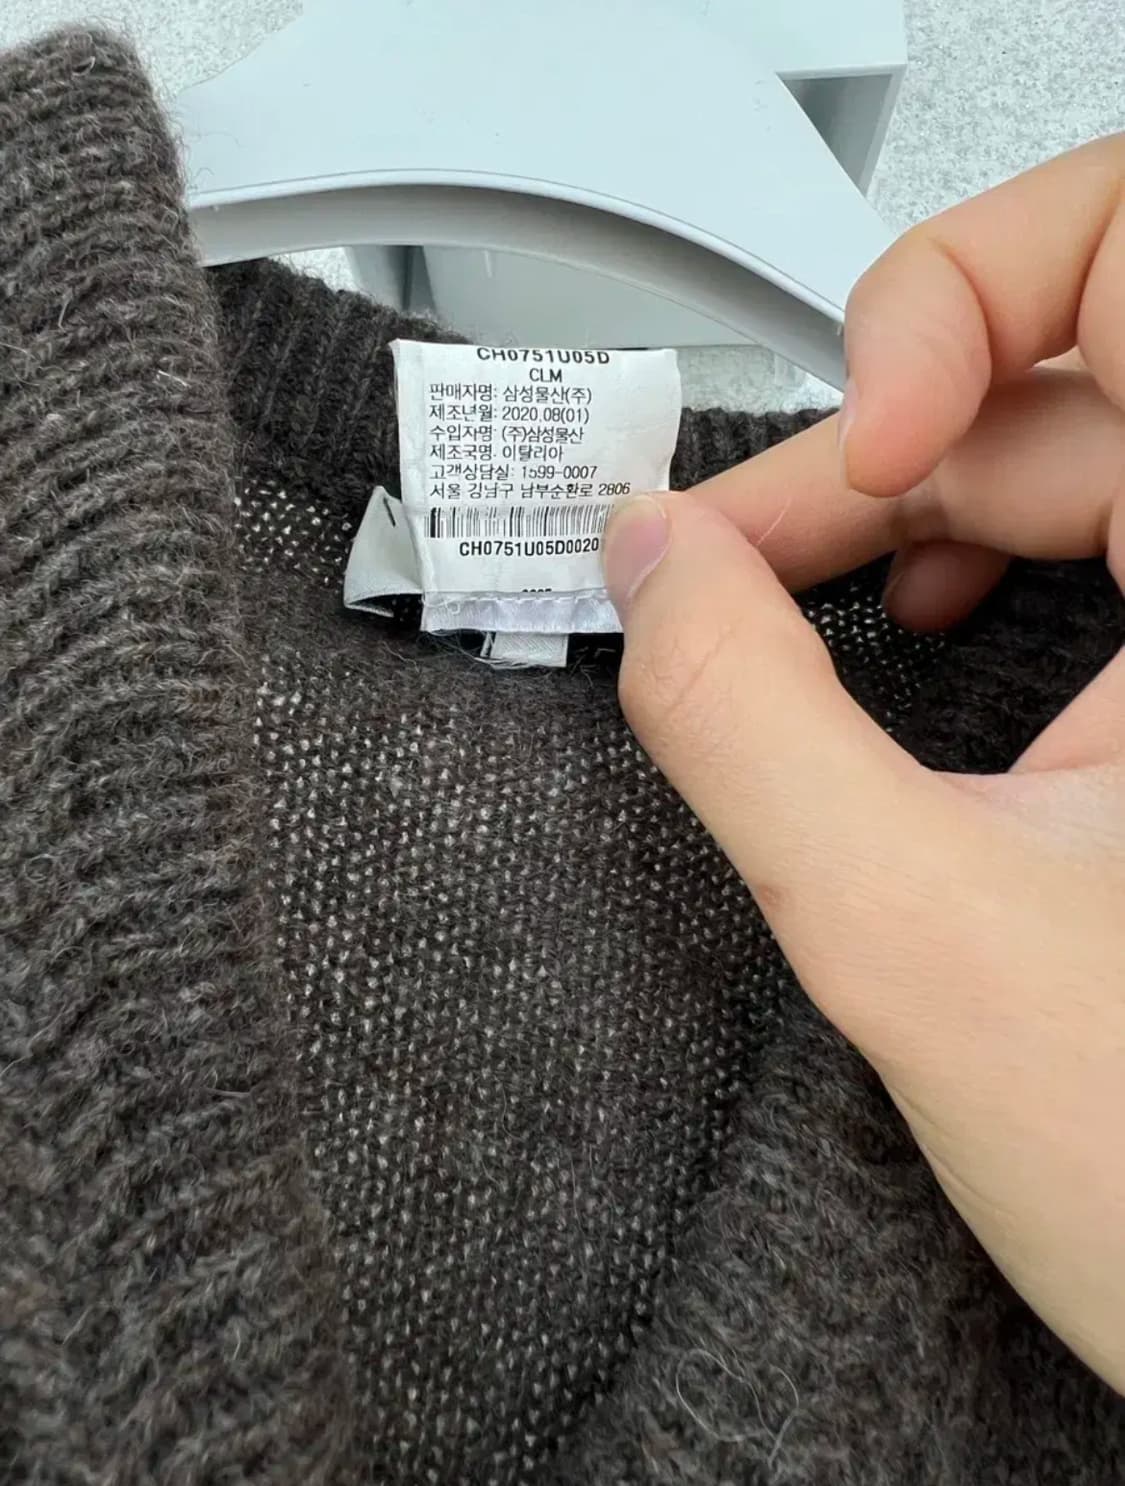 CH0751U05D
CLM
판매자명: 삼성물산(주)
제조년월: 2020.08(01)
수입자명: (주)삼성물산
제조국명. 이탈리아
고객상담실: 1599-0007
서울 강남구 남부순환로 2806
CH0751U05D0020